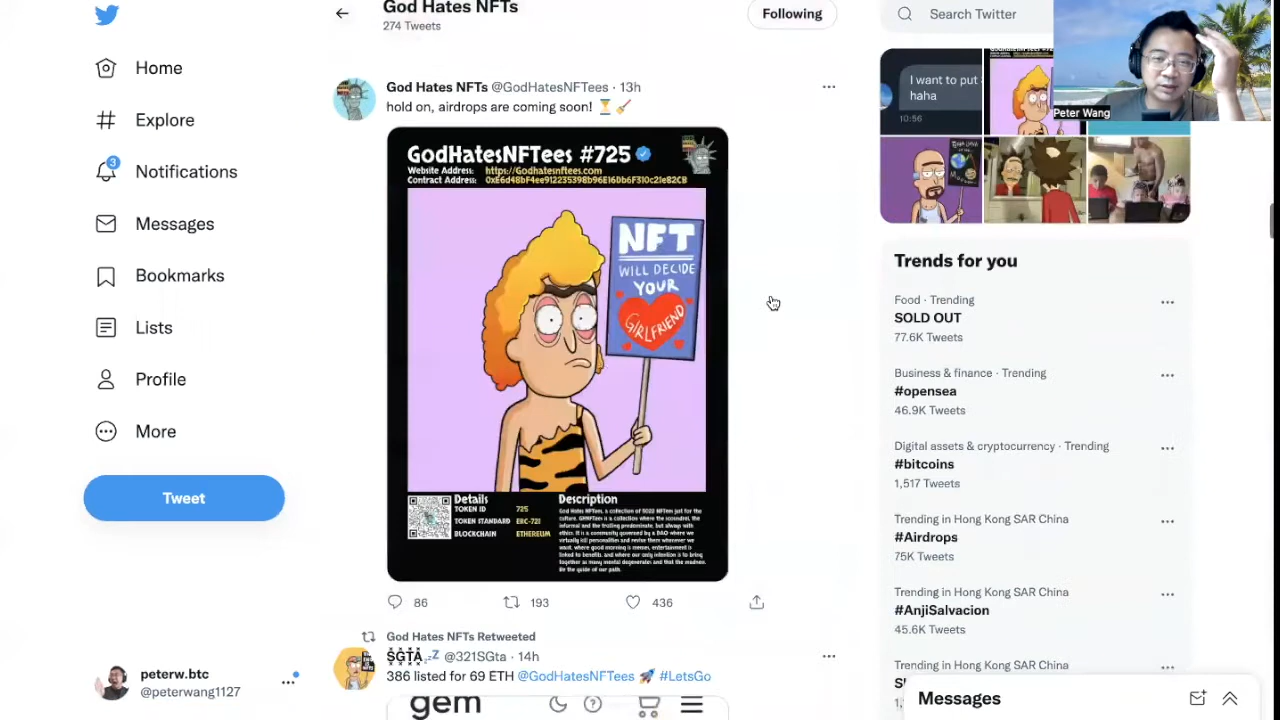 God Hates NFTs
274 Tweets
Following
Search Twitter
Home
Explore
3
Notifications
Messages
Bookmarks
Lists
Profile
More
Tweet
peterw.btc
@peterwang1127
God Hates NFTs @GodHatesNFTees · 13h
hold on, airdrops are coming soon! ⏳🧹
GodHatesNFTees #725
Website Address: https://Godhatesnftees.com
Contract Address:
NFT
WILL DECIDE
YOUR
GIRLFRIEND
Details
TOKEN ID 725
TOKEN STANDARD ERC-721
BLOCKCHAIN ETHEREUM
Description
86
193
436
God Hates NFTs Retweeted
SGTA @321SGta · 14h
386 listed for 69 ETH @GodHatesNFTees 🚀 #LetsGo
gem
I want to put
haha
10:56
Peter Wang
Trends for you
Food · Trending
SOLD OUT
77.6K Tweets
Business & finance · Trending
#opensea
46.9K Tweets
Digital assets & cryptocurrency · Trending
#bitcoins
1,517 Tweets
Trending in Hong Kong SAR China
#Airdrops
75K Tweets
Trending in Hong Kong SAR China
#AnjiSalvacion
45.6K Tweets
Trending in Hong Kong SAR China
Messages